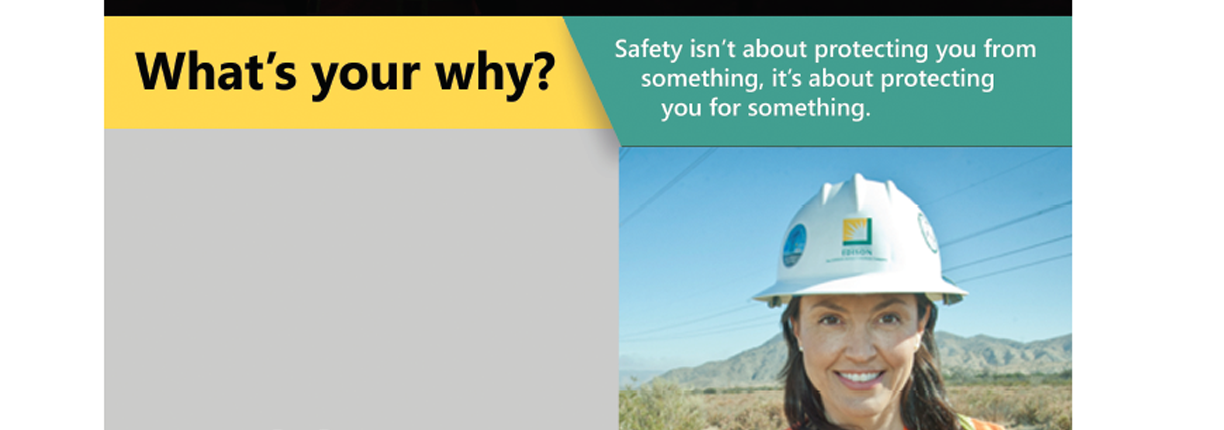 What's your why?
Safety isn't about protecting you from
something, it's about protecting
you for something.
EDISON